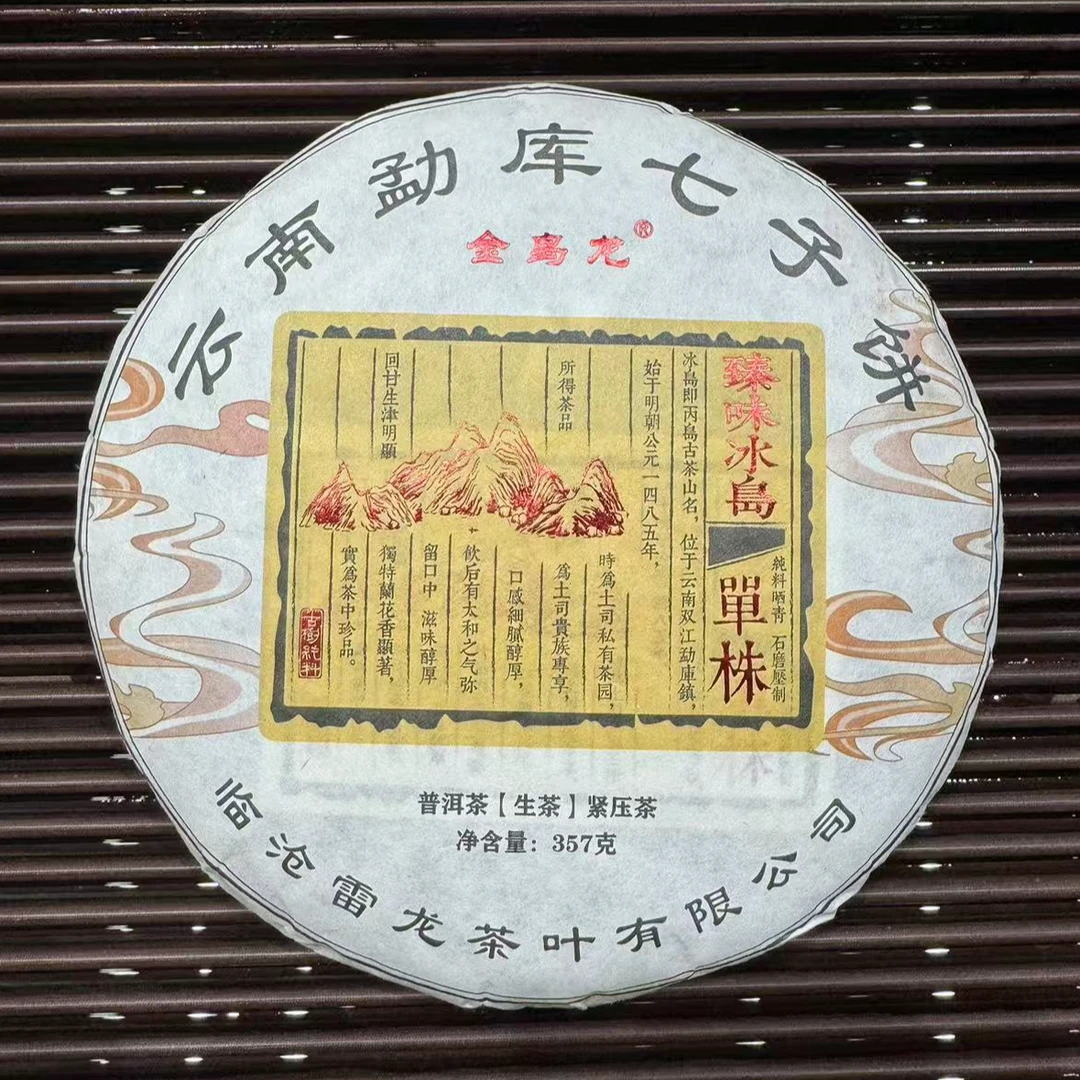 云南勐库七子饼
金島龙®
臻味冰島
單株
純料晒青 石磨壓制
冰島即丙島古茶山名，位于云南双江勐庫鎮，
始于明朝公元一四八五年，
時為土司私有茶园，
所得茶品
為土司貴族專享，
口感細膩醇厚，
飲后有太和之气弥
留口中 滋味醇厚
回甘生津明顯
獨特蘭花香顯著，
實為茶中珍品。
古樹純料
普洱茶【生茶】紧压茶
净含量：357克
临沧雷龙茶叶有限公司